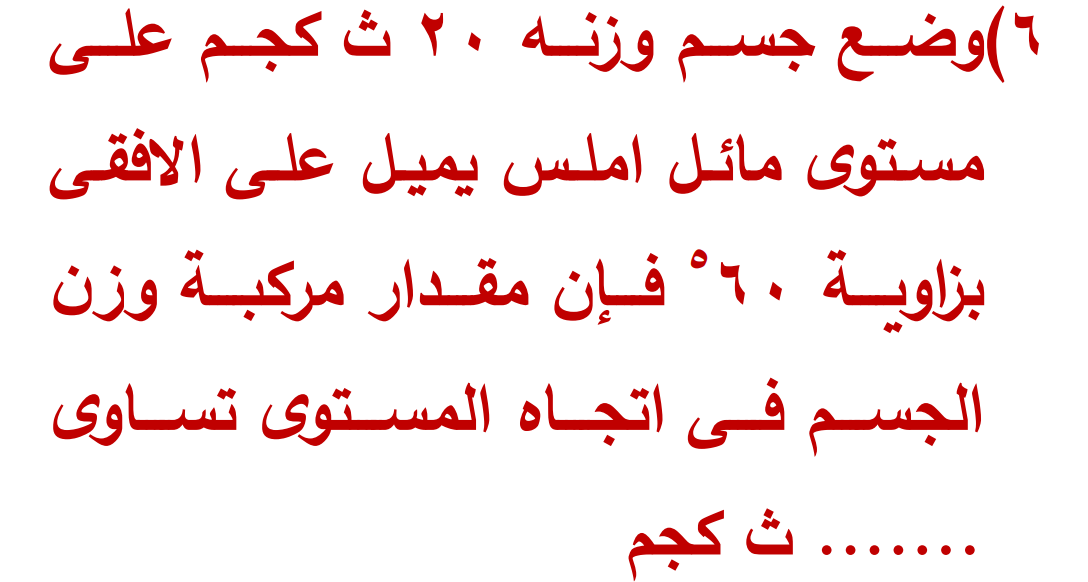 ٦)وضع جسم وزنه ٢٠ ث كجم على
مستوى مائل املس يميل على الافقى
بزاوية ٦٠° فإن مقدار مركبة وزن
الجسم فى اتجاه المستوى تساوى
....... ث كجم